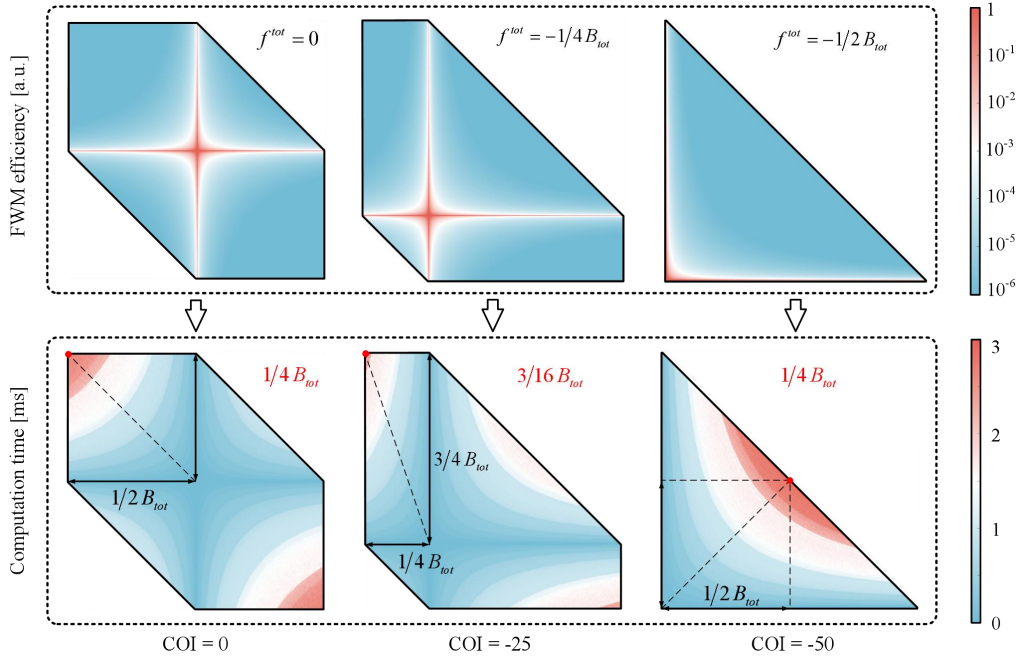 FWM efficiency [a.u.]
f^tot = 0
f^tot = −1/4 B_tot
f^tot = −1/2 B_tot
1
10^-1
10^-2
10^-3
10^-4
10^-5
10^-6
Computation time [ms]
1/4 B_tot
1/2 B_tot
3/16 B_tot
3/4 B_tot
1/4 B_tot
1/4 B_tot
1/2 B_tot
3
2
1
0
COI = 0
COI = -25
COI = -50